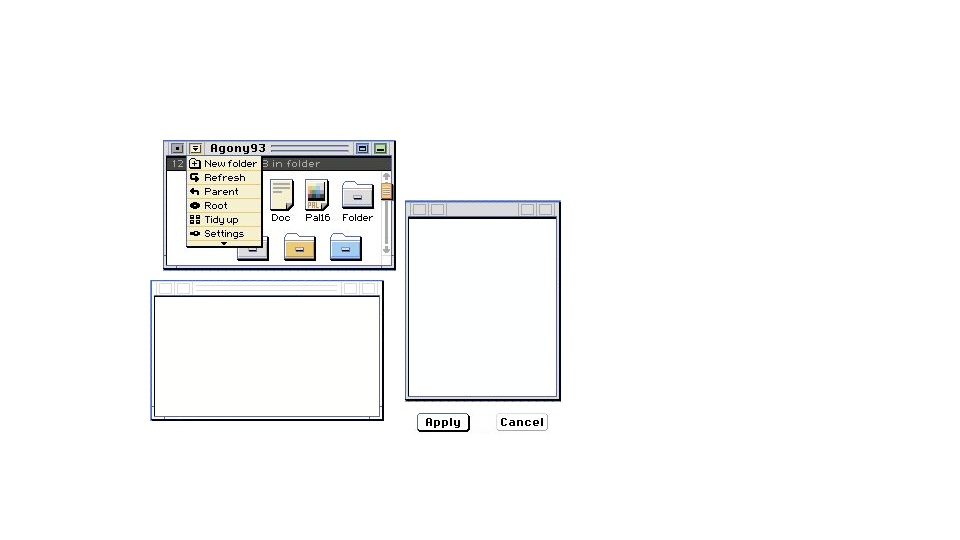 Agony93
12 3 in folder
New folder
Refresh
Parent
Root
Tidy up
Settings
Doc
Pal16
Folder
PAL
Apply
Cancel